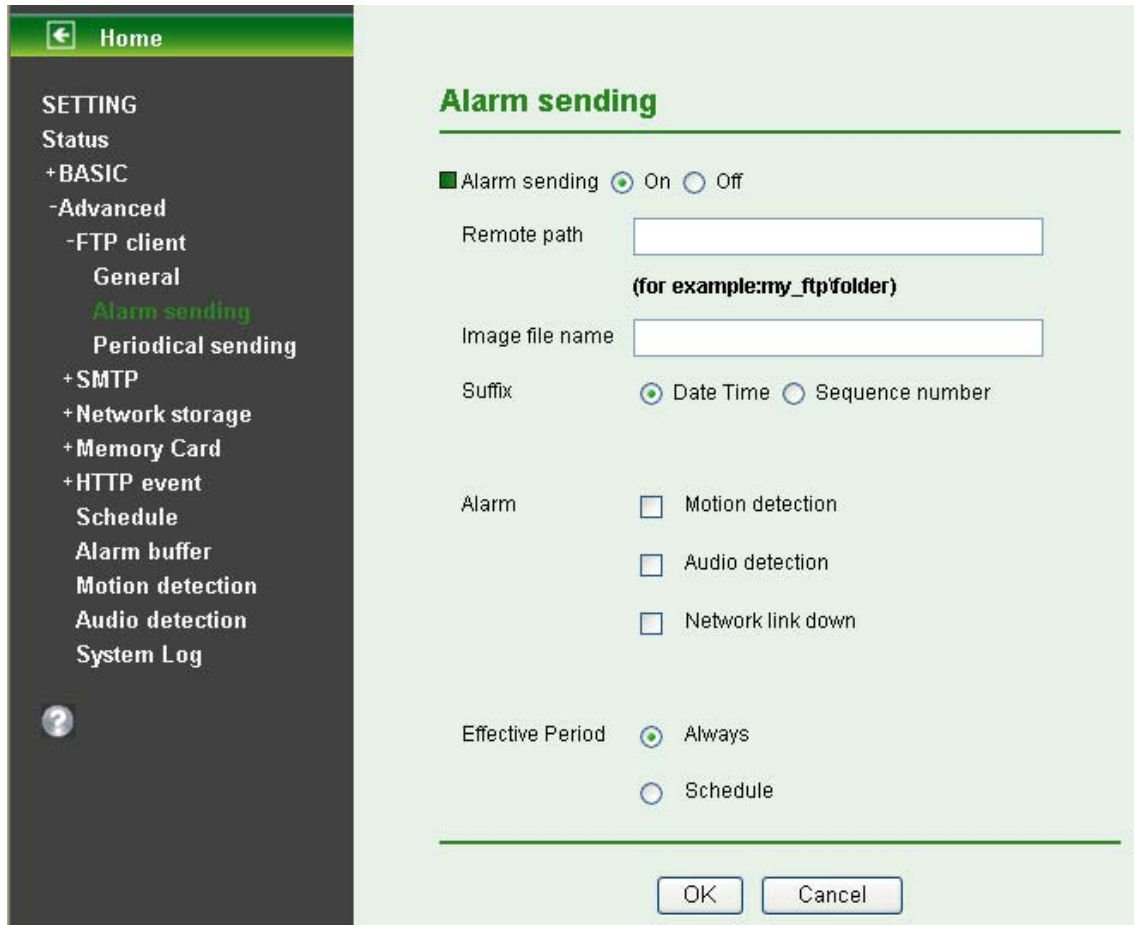 Home
SETTING
Status
+BASIC
-Advanced
-FTP client
General
Alarm sending
Periodical sending
+SMTP
+Network storage
+Memory Card
+HTTP event
Schedule
Alarm buffer
Motion detection
Audio detection
System Log
?
Alarm sending
Alarm sending On Off
Remote path
(for example:my_ftp\folder)
Image file name
Suffix Date Time Sequence number
Alarm Motion detection
Audio detection
Network link down
Effective Period Always
Schedule
OK Cancel